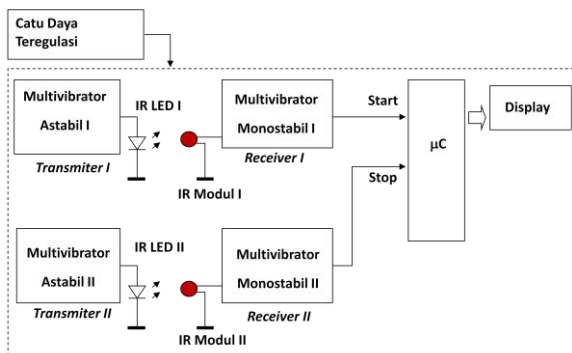 Catu Daya
Teregulasi
Multivibrator
Astabil I
Transmiter I
IR LED I
IR Modul I
Multivibrator
Monostabil I
Receiver I
Start
Stop
μC
Display
Multivibrator
Astabil II
Transmiter II
IR LED II
IR Modul II
Multivibrator
Monostabil II
Receiver II